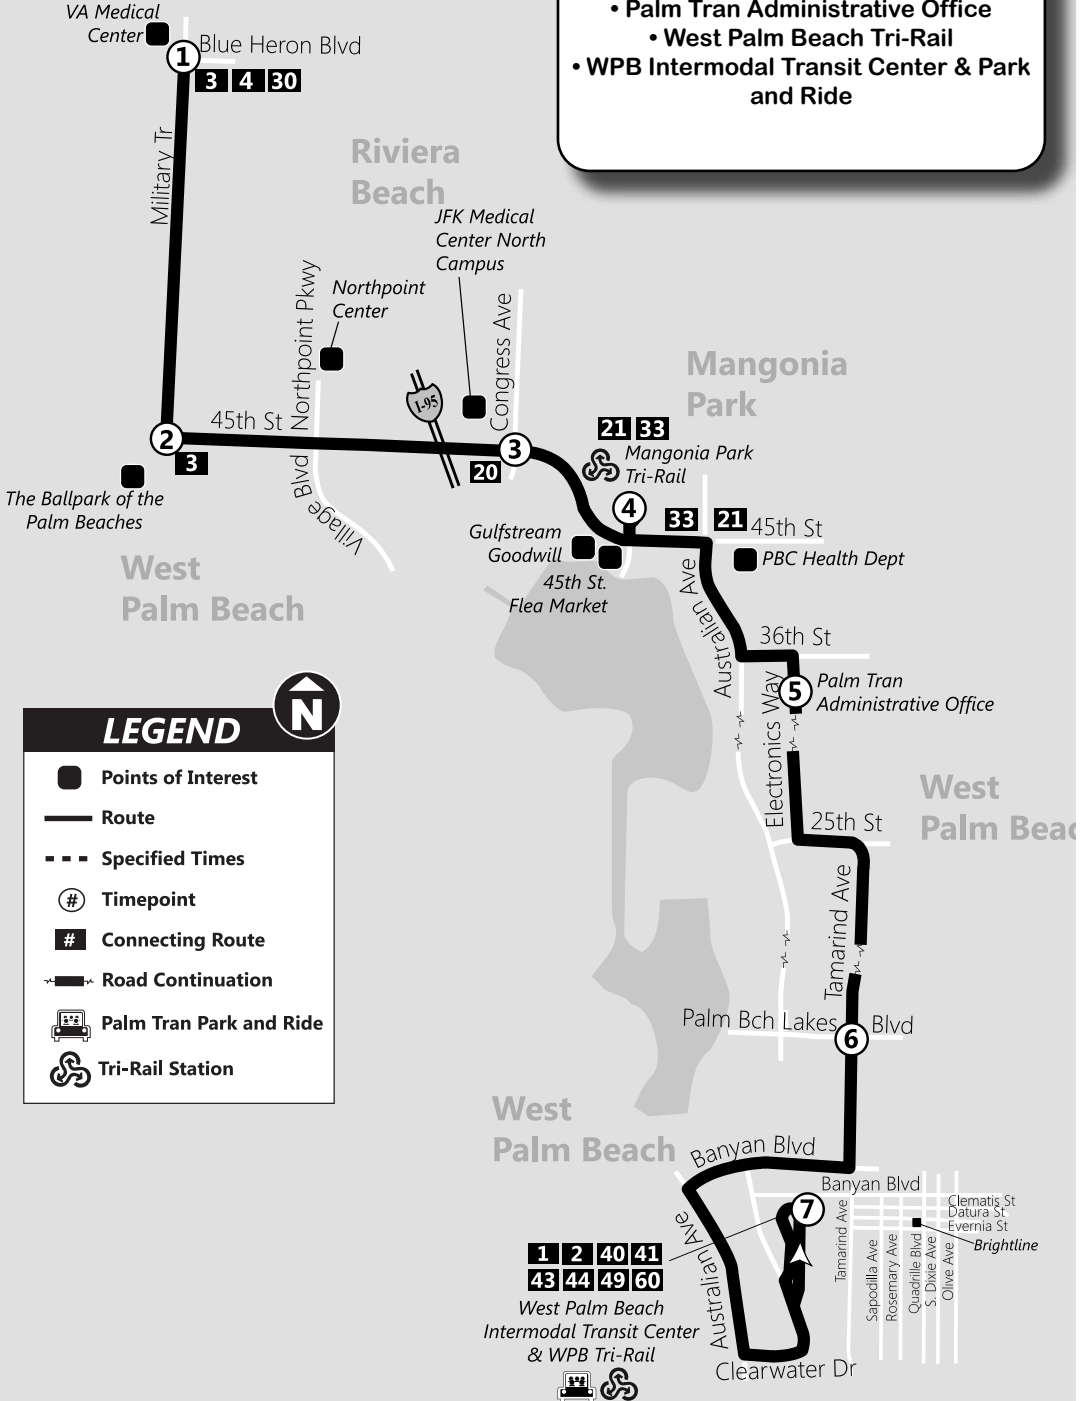 • Palm Tran Administrative Office
• West Palm Beach Tri-Rail
• WPB Intermodal Transit Center & Park
and Ride
VA Medical
Center
1
Blue Heron Blvd
3 4 30
Military Tr
Riviera
Beach
JFK Medical
Center North
Campus
Northpoint
Center
Northpoint Pkwy
Congress Ave
Mangonia
Park
I-95
45th St
2
3
The Ballpark of the
Palm Beaches
Village Blvd
3
20
21 33
Mangonia Park
Tri-Rail
4
33 21
45th St
Gulfstream
Goodwill
45th St.
Flea Market
PBC Health Dept
West
Palm Beach
Australian Ave
36th St
5
Palm Tran
Administrative Office
Electronics Way
N
LEGEND
Points of Interest
Route
Specified Times
# Timepoint
# Connecting Route
Road Continuation
Palm Tran Park and Ride
Tri-Rail Station
West
Palm Beac
25th St
Tamarind Ave
Palm Bch Lakes Blvd
6
West
Palm Beach
Banyan Blvd
Banyan Blvd
7
Clematis St
Datura St
Evernia St
Brightline
Tamarind Ave
Sapodilla Ave
Rosemary Ave
Quadrille Blvd
S. Dixie Ave
Olive Ave
Australian Ave
1 2 40 41
43 44 49 60
West Palm Beach
Intermodal Transit Center
& WPB Tri-Rail
Clearwater Dr